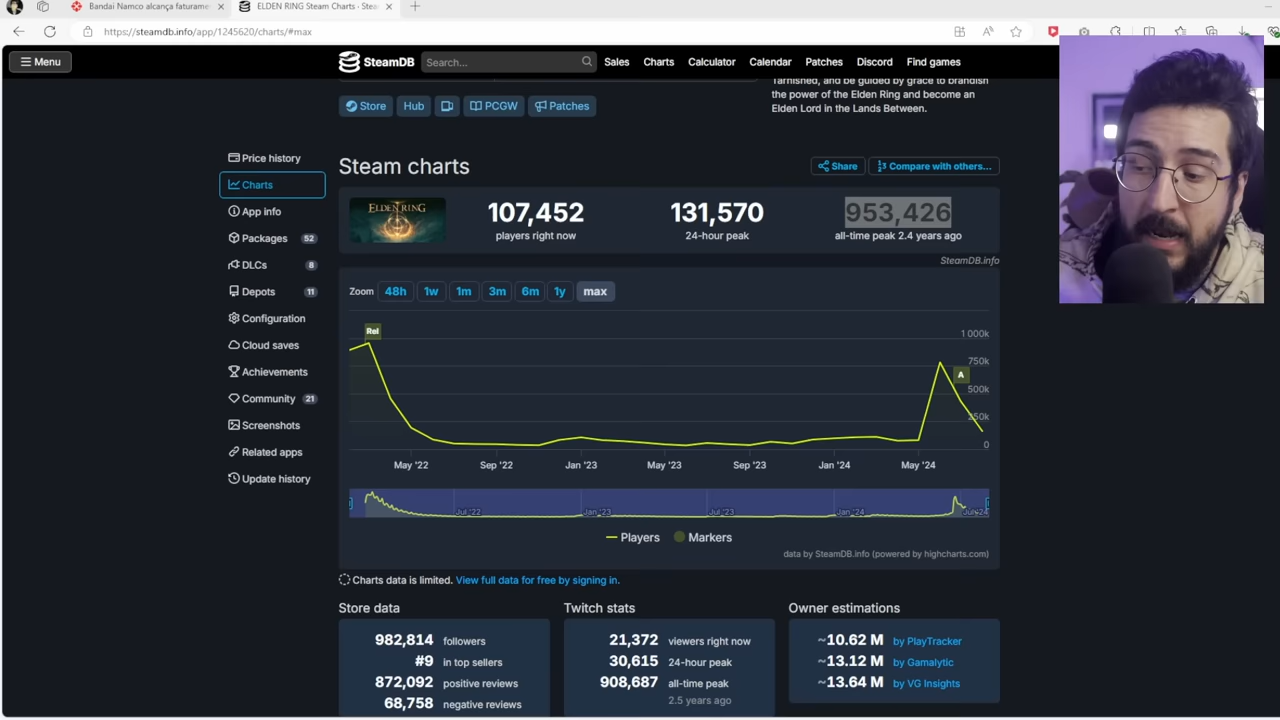 Bandai Namco alcança faturame
ELDEN RING Steam Charts · Stea
https://steamdb.info/app/1245620/charts/#max
Menu
SteamDB
Search...
Sales
Charts
Calculator
Calendar
Patches
Discord
Find games
Tarnished, and be guided by grace to brandish
the power of the Elden Ring and become an
Elden Lord in the Lands Between.
Store
Hub
PCGW
Patches
Price history
Charts
App info
Packages 52
DLCs 8
Depots 11
Configuration
Cloud saves
Achievements
Community 21
Screenshots
Related apps
Update history
Steam charts
Share
Compare with others...
ELDEN RING
107,452
players right now
131,570
24-hour peak
953,426
all-time peak 2.4 years ago
SteamDB.info
Zoom 48h 1w 1m 3m 6m 1y max
Rel
A
1 000k
750k
500k
250k
0
May '22 Sep '22 Jan '23 May '23 Sep '23 Jan '24 May '24
Jul '22 Jan '23 Jul '23 Jan '24 Jul '24
Players Markers
data by SteamDB.info (powered by highcharts.com)
Charts data is limited. View full data for free by signing in.
Store data
982,814 followers
#9 in top sellers
872,092 positive reviews
68,758 negative reviews
Twitch stats
21,372 viewers right now
30,615 24-hour peak
908,687 all-time peak
2.5 years ago
Owner estimations
~10.62 M by PlayTracker
~13.12 M by Gamalytic
~13.64 M by VG Insights